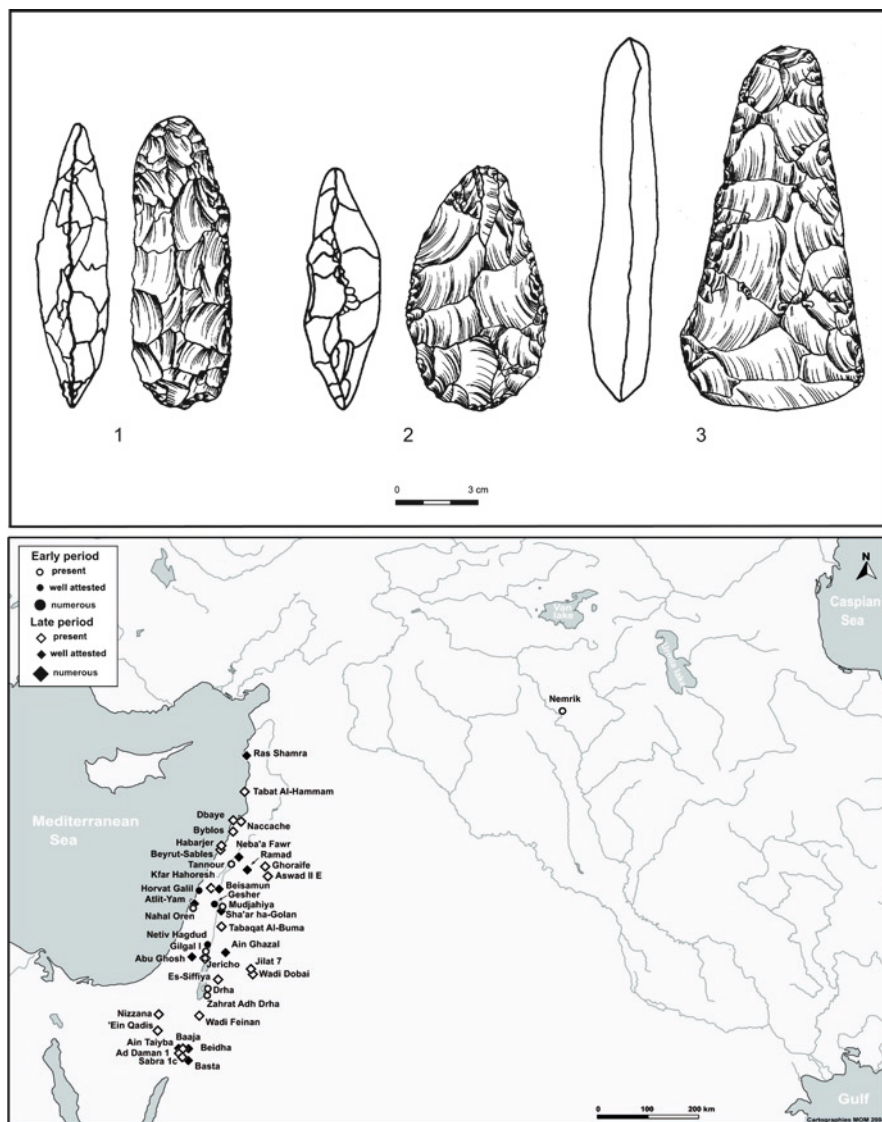 1
2
3
0 3 cm
Early period
present
well attested
numerous
Late period
present
well attested
numerous
N
Caspian
Sea
Van
lake
Nemrik
Ras Shamra
Mediterranean
Sea
Tabat Al-Hammam
Dbaye
Naccache
Byblos
Habarjer
Neba'a Fawr
Beyrut-Sables
Ramad
Tannour
Ghoraife
Kfar Hahoresh
Aswad II E
Horvat Galil
Beisamun
Gesher
Atlit-Yam
Mudjahiya
Nahal Oren
Sha'ar ha-Golan
Tabaqat Al-Buma
Netiv Hagdud
Gilgal I
Ain Ghazal
Abu Ghosh
Jericho
Jilat 7
Es-Siffiya
Wadi Dobai
Drha
Zahrat Adh Drha
Nizzana
Wadi Feinan
'Ein Qadis
Ain Taiyba
Baaja
Beidha
Ad Daman 1
Sabra 1c
Basta
Gulf
0 100 200 km
Cartographies MOM